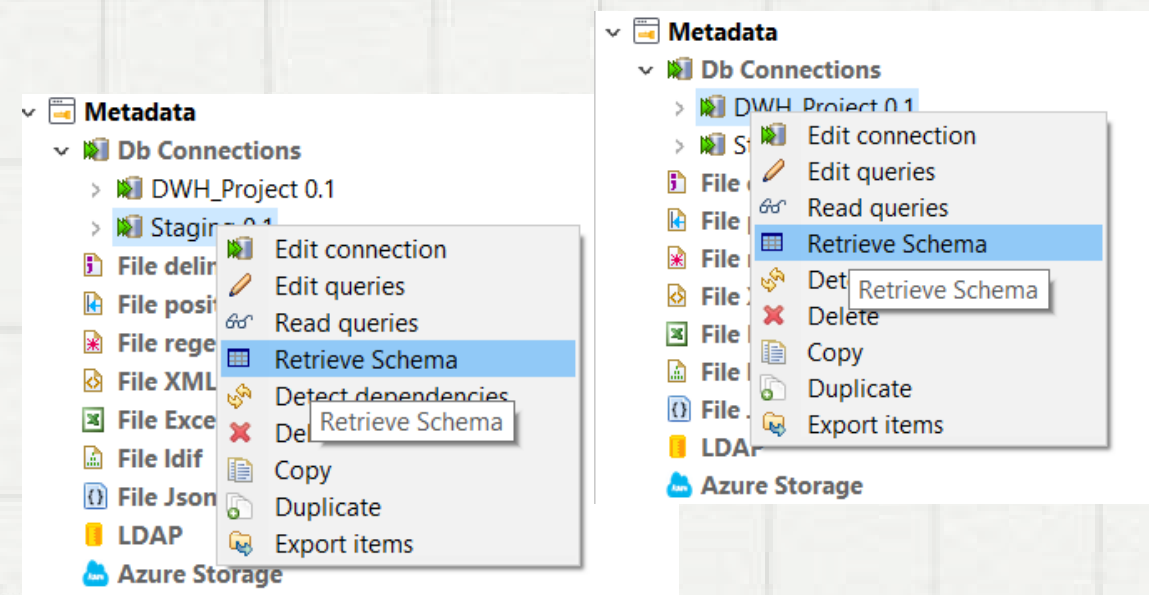 Metadata
Db Connections
DWH_Project 0.1
Staging 0.1
File delir
File posit
File rege
File XML
File Exce
File ldif
File Json
LDAP
Azure Storage
Edit connection
Edit queries
Read queries
Retrieve Schema
Detect dependencies
Retrieve Schema
Copy
Duplicate
Export items
Metadata
Db Connections
DWH_Project 0.1
St
File
File
File
File
File
File
File
LDAP
Azure Storage
Edit connection
Edit queries
Read queries
Retrieve Schema
Det
Retrieve Schema
Delete
Copy
Duplicate
Export items